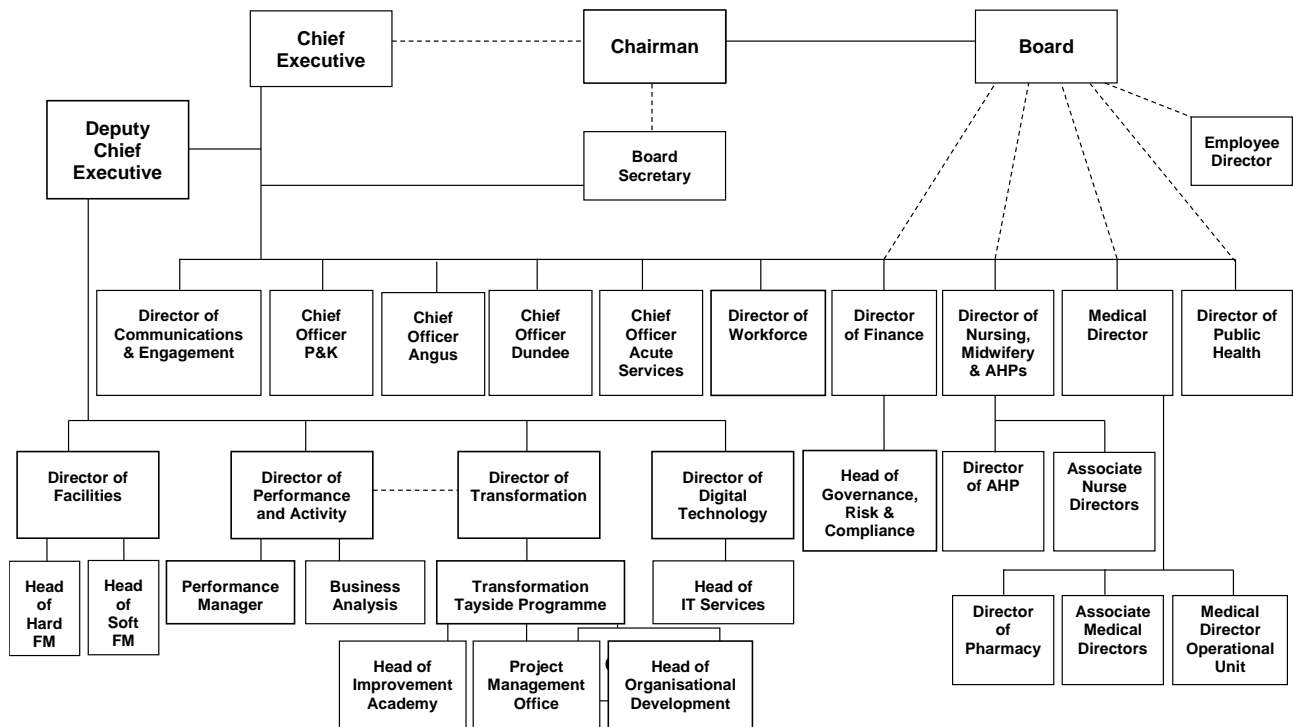 Chief
Executive
Chairman
Board
Deputy
Chief
Executive
Board
Secretary
Employee
Director
Director of
Communications
& Engagement
Chief
Officer
P&K
Chief
Officer
Angus
Chief
Officer
Dundee
Chief
Officer
Acute
Services
Director of
Workforce
Director
of Finance
Director of
Nursing,
Midwifery
& AHPs
Medical
Director
Director of
Public
Health
Director of
Facilities
Director of
Performance
and Activity
Director of
Transformation
Director of
Digital
Technology
Head of
Governance,
Risk &
Compliance
Director
of AHP
Associate
Nurse
Directors
Head
of
Hard
FM
Head
of
Soft
FM
Performance
Manager
Business
Analysis
Transformation
Tayside Programme
Head of
IT Services
Director
of
Pharmacy
Associate
Medical
Directors
Medical
Director
Operational
Unit
Head of
Improvement
Academy
Project
Management
Office
Head of
Organisational
Development